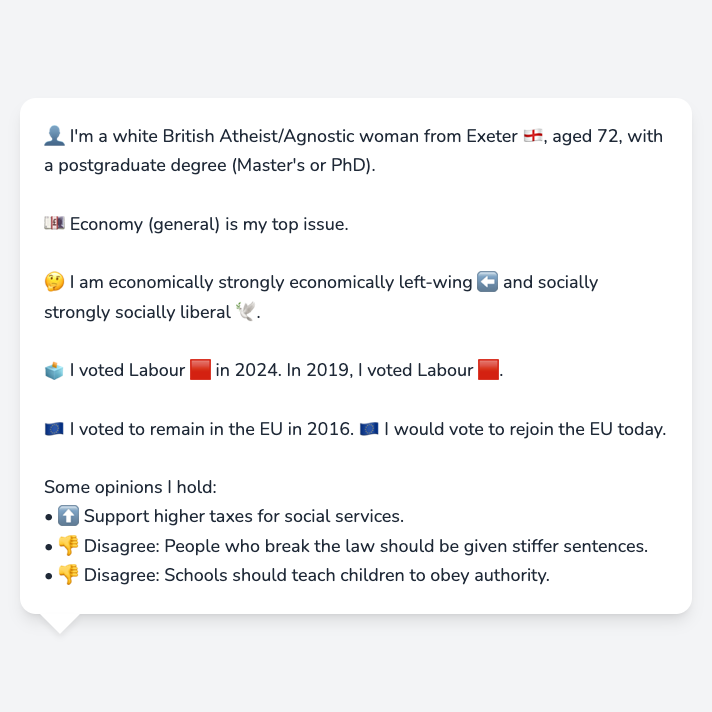 👤 I'm a white British Atheist/Agnostic woman from Exeter 🏴󠁧󠁢󠁥󠁮󠁧󠁿, aged 72, with
a postgraduate degree (Master's or PhD).
💷 Economy (general) is my top issue.
🤔 I am economically strongly economically left-wing ⬅️ and socially
strongly socially liberal 🕊️.
🗳️ I voted Labour 🟥 in 2024. In 2019, I voted Labour 🟥.
🇪🇺 I voted to remain in the EU in 2016. 🇪🇺 I would vote to rejoin the EU today.
Some opinions I hold:
• ⬆️ Support higher taxes for social services.
• 👎 Disagree: People who break the law should be given stiffer sentences.
• 👎 Disagree: Schools should teach children to obey authority.